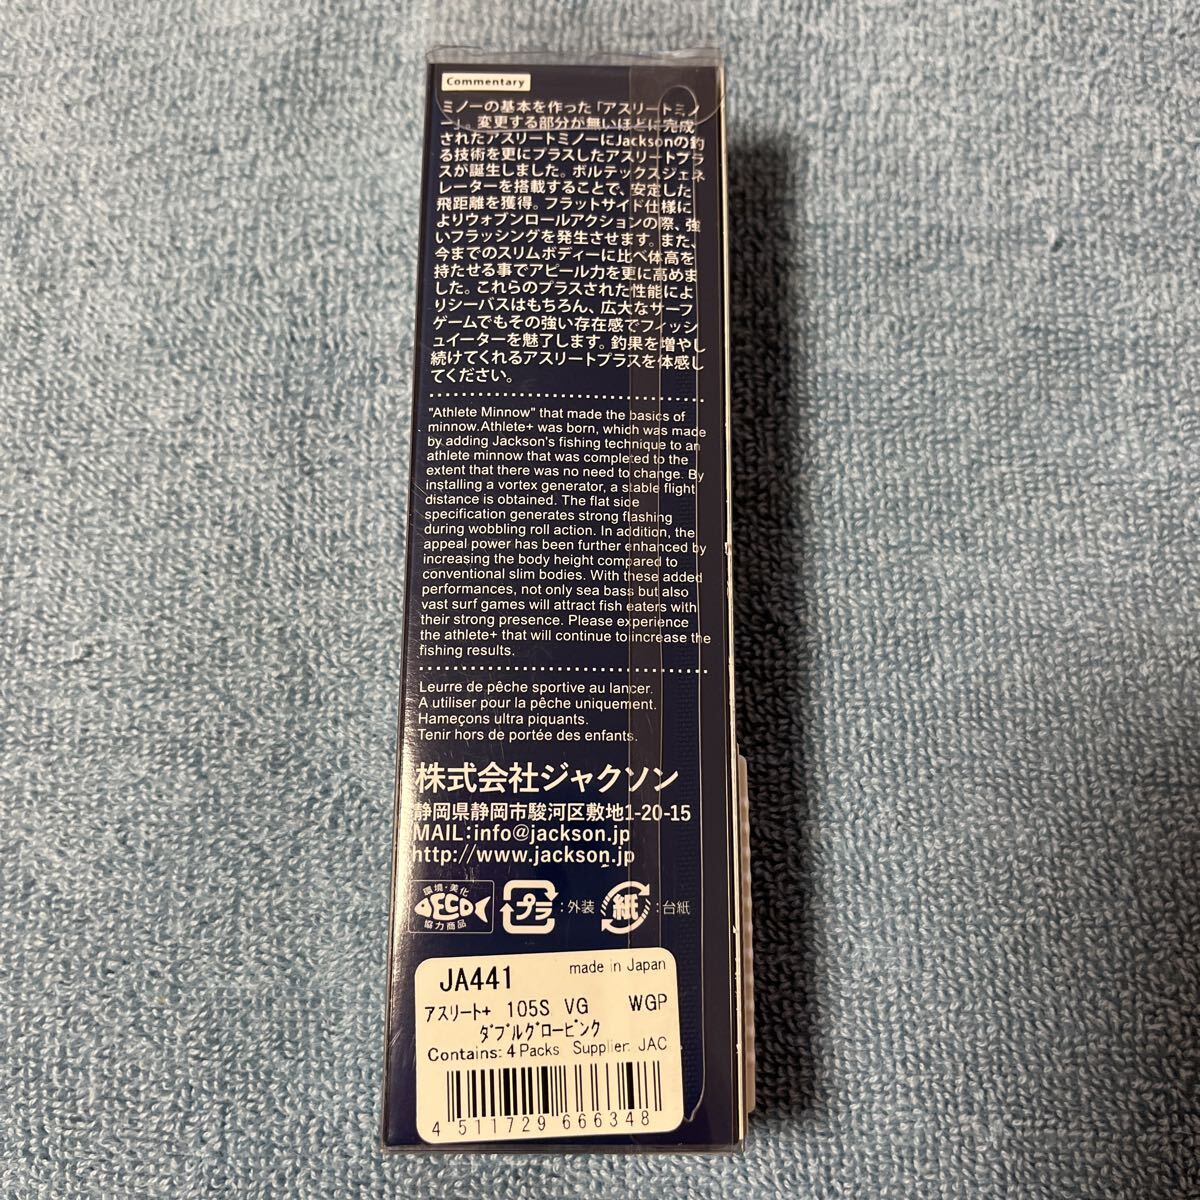 Commentary
ミノーの基本を作った「アスリートミノ
ー」。変更する部分が無いほどに完成
されたアスリートミノーにJacksonの釣
る技術を更にプラスしたアスリートプラ
スが誕生しました。ボルテックスジェネ
レーターを搭載することで、安定した
飛距離を獲得。フラットサイド仕様に
よりウォブンロールアクションの際、強
いフラッシングを発生させます。また、
今までのスリムボディーに比べ体高を
持たせる事でアピール力を更に高めま
した。これらのプラスされた性能によ
りシーバスはもちろん、広大なサーフ
ゲームでもその強い存在感でフィッシ
ュイーターを魅了します。釣果を増やし
続けてくれるアスリートプラスを体感し
てください。
"Athlete Minnow" that made the basics of
minnow.Athlete+ was born, which was made
by adding Jackson's fishing technique to an
athlete minnow that was completed to the
extent that there was no need to change. By
installing a vortex generator, a stable flight
distance is obtained. The flat side
specification generates strong flashing
during wobbling roll action. In addition, the
appeal power has been further enhanced by
increasing the body height compared to
conventional slim bodies. With these added
performances, not only sea bass but also
vast surf games will attract fish eaters with
their strong presence. Please experience
the athlete+ that will continue to increase the
fishing results.
Leurre de pêche sportive au lancer.
A utiliser pour la pêche uniquement.
Hameçons ultra piquants.
Tenir hors de portée des enfants.
株式会社ジャクソン
静岡県静岡市駿河区敷地1-20-15
MAIL:info@jackson.jp
http://www.jackson.jp
環境・美化
ECO
協力商品
プラ :外装 紙 :台紙
JA441 made in Japan
アスリート+ 105S VG WGP
ダブルグローピンク
Contains: 4 Packs Supplier: JAC
4 511729 666348